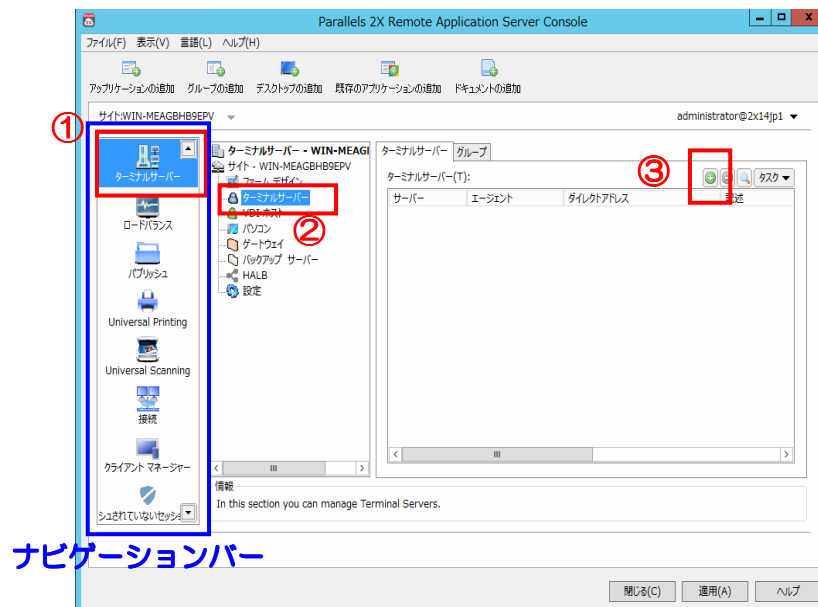 Parallels 2X Remote Application Server Console
ファイル(F) 表示(V) 言語(L) ヘルプ(H)
アプリケーションの追加 グループの追加 デスクトップの追加 既存のアプリケーションの追加 ドキュメントの追加
サイト:WIN-MEAGBHB9EPV administrator@2x14jp1
①
ターミナルサーバー
ロードバランス
パブリッシュ
Universal Printing
Universal Scanning
接続
クライアント マネージャー
シュされていないセッショ
ナビゲーションバー
ターミナルサーバー - WIN-MEAGI
サイト - WIN-MEAGBHB9EPV
ファーム デザイン
ターミナルサーバー
VDI ホスト
②
パソコン
ゲートウェイ
バックアップ サーバー
HALB
設定
ターミナルサーバー グループ
③
ターミナルサーバー(T): タスク
サーバー エージェント ダイレクトアドレス 記述
情報
In this section you can manage Terminal Servers.
閉じる(C) 適用(A) ヘルプ